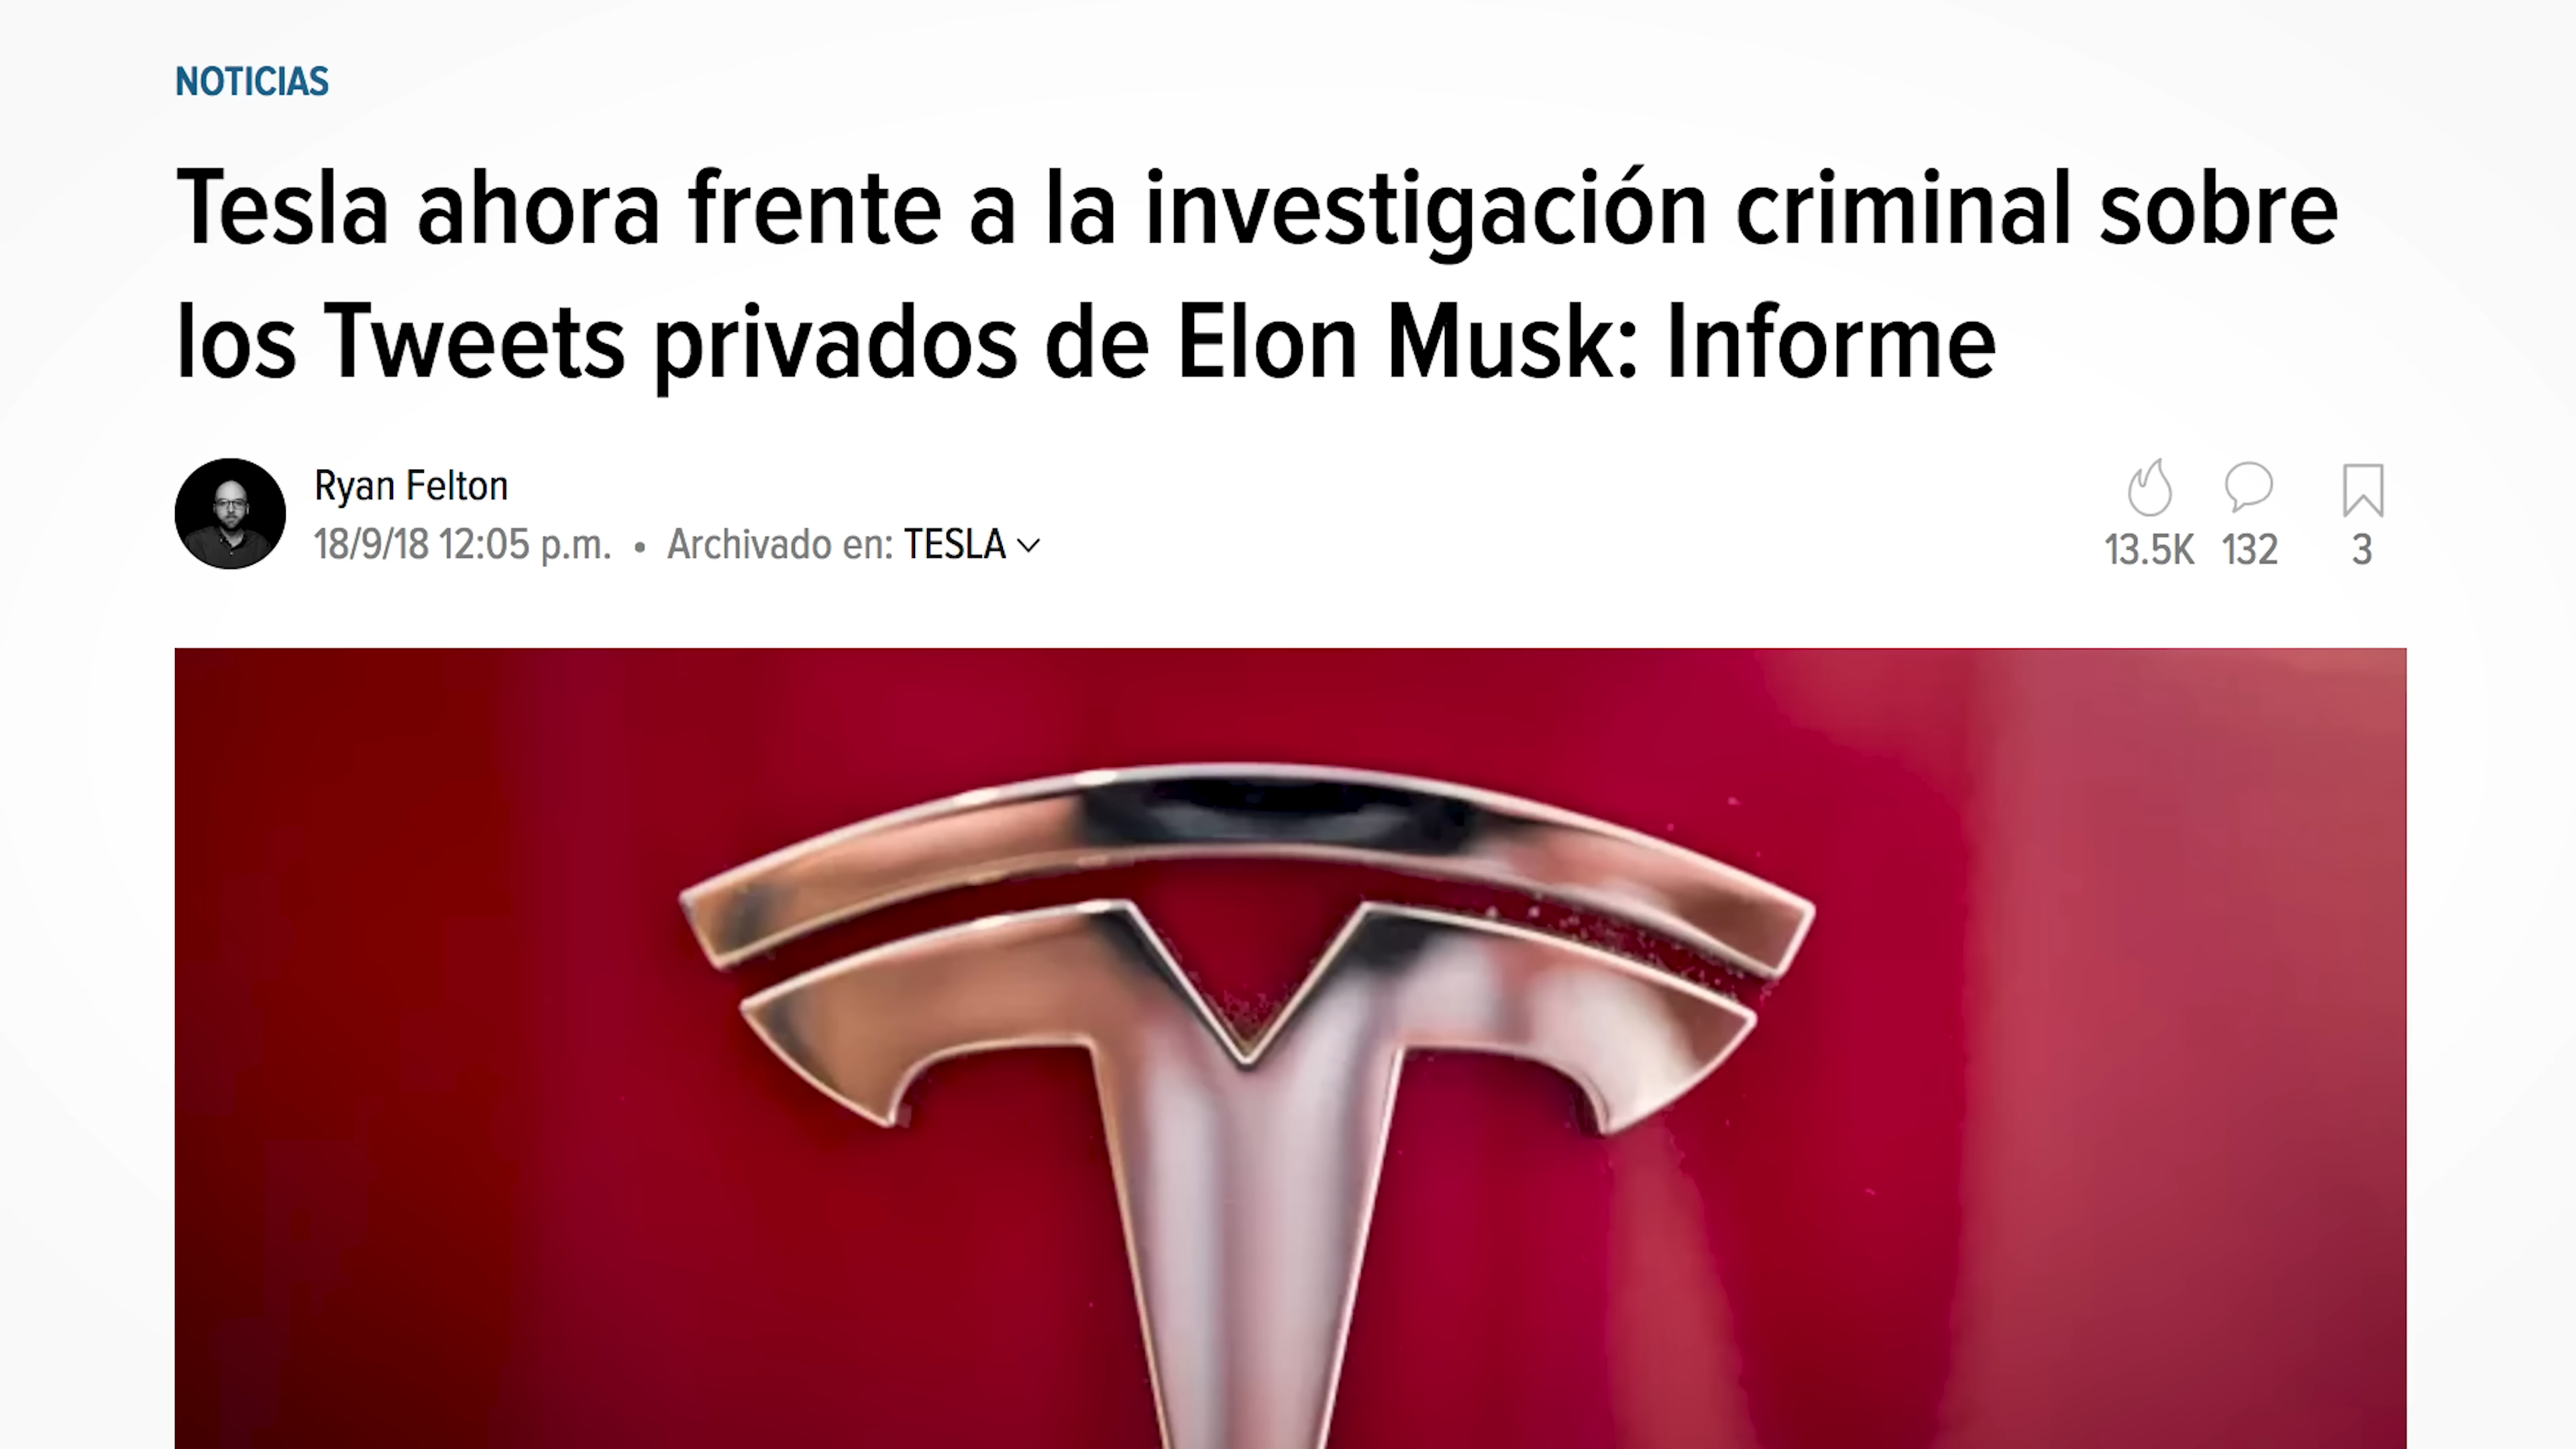 NOTICIAS
Tesla ahora frente a la investigación criminal sobre
los Tweets privados de Elon Musk: Informe
Ryan Felton
18/9/18 12:05 p.m. • Archivado en: TESLA
13.5K 132 3